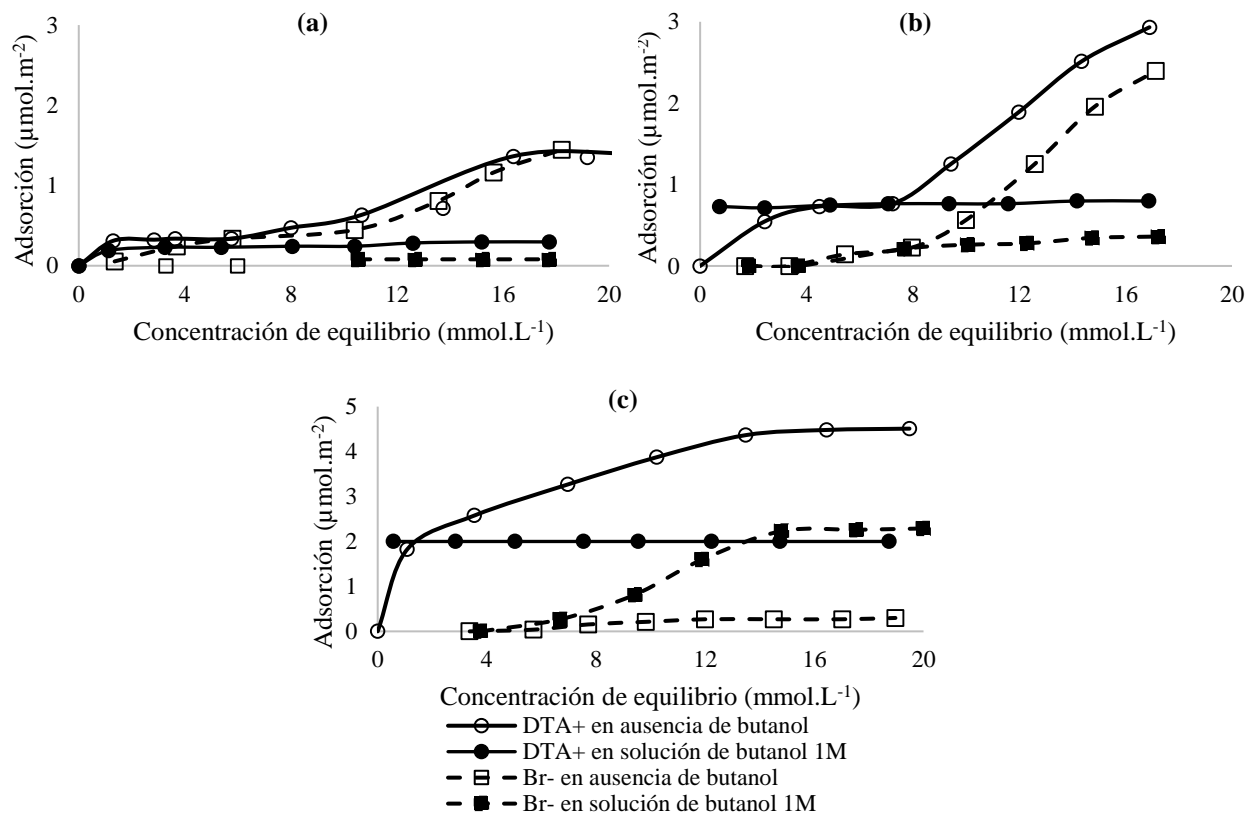 (a)
3
2
1
0
Adsorción (µmol.m-2)
0 4 8 12 16 20
Concentración de equilibrio (mmol.L-1)
(b)
3
2
1
0
Adsorción (µmol.m-2)
0 4 8 12 16 20
Concentración de equilibrio (mmol.L-1)
(c)
5
4
3
2
1
0
Adsorción (µmol.m-2)
0 4 8 12 16 20
Concentración de equilibrio (mmol.L-1)
DTA+ en ausencia de butanol
DTA+ en solución de butanol 1M
Br- en ausencia de butanol
Br- en solución de butanol 1M